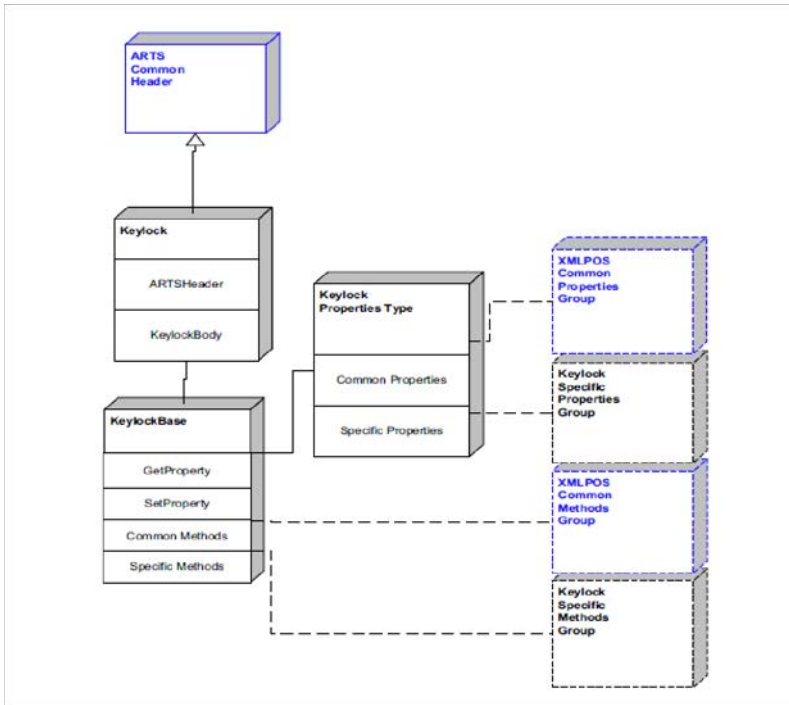 ARTS
Common
Header
Keylock
ARTSHeader
KeylockBody
Keylock
Properties Type
Common Properties
Specific Properties
KeylockBase
GetProperty
SetProperty
Common Methods
Specific Methods
XMLPOS
Common
Properties
Group
Keylock
Specific
Properties
Group
XMLPOS
Common
Methods
Group
Keylock
Specific
Methods
Group